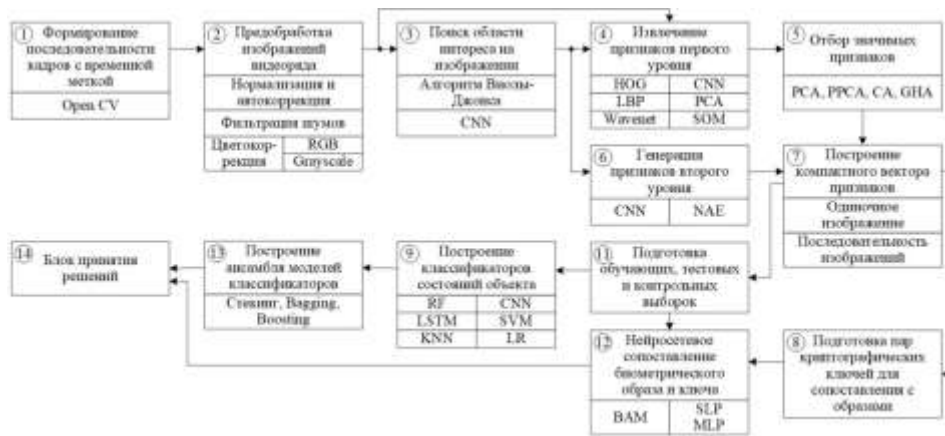 1
Формирование
последовательности
кадров с временной
меткой
Open CV
2
Предобработка
изображений
видеоряда
Нормализация и
автокоррекция
Фильтрация шумов
Цветокор-
рекция
RGB
Grayscale
3
Поиск области
интереса на
изображении
Алгоритм Виолы-
Джонса
CNN
4
Извлечение
признаков первого
уровня
HOG CNN
LBP PCA
Wavenet SOM
5
Отбор значимых
признаков
PCA, PPCA, CA, GHA
6
Генерация
признаков второго
уровня
CNN NAE
7
Построение
компактного вектора
признаков
Одиночное
изображение
Последовательность
изображений
14
Блок принятия
решений
13
Построение
ансамбля моделей
классификаторов
Стекинг, Bagging,
Boosting
9
Построение
классификаторов
состояний объекта
RF CNN
LSTM SVM
KNN LR
11
Подготовка
обучающих, тестовых
и контрольных
выборок
12
Нейросетевое
сопоставление
биометрического
образа и ключа
BAM
SLP
MLP
8
Подготовка пар
криптографических
ключей для
сопоставления с
образами